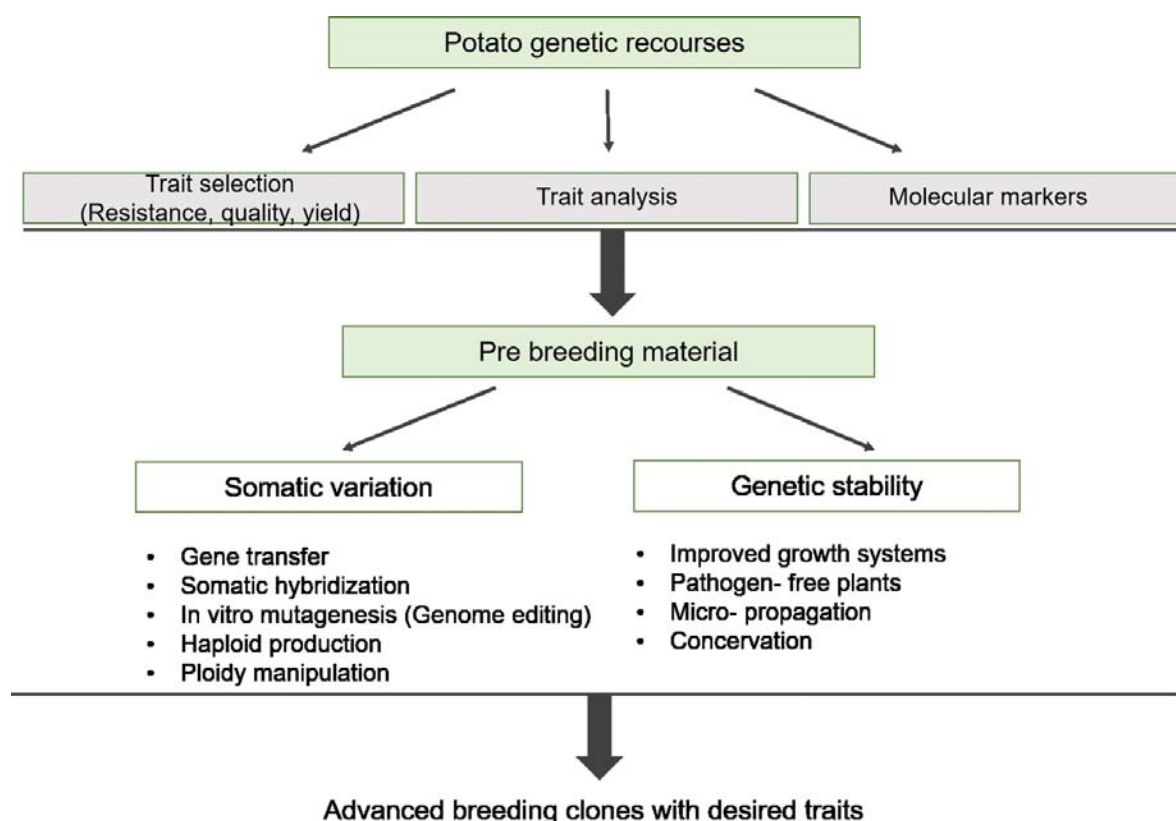 Potato genetic recourses
Trait selection
(Resistance, quality, yield)
Trait analysis
Molecular markers
Pre breeding material
Somatic variation
• Gene transfer
• Somatic hybridization
• In vitro mutagenesis (Genome editing)
• Haploid production
• Ploidy manipulation
Genetic stability
• Improved growth systems
• Pathogen- free plants
• Micro- propagation
• Concervation
Advanced breeding clones with desired traits